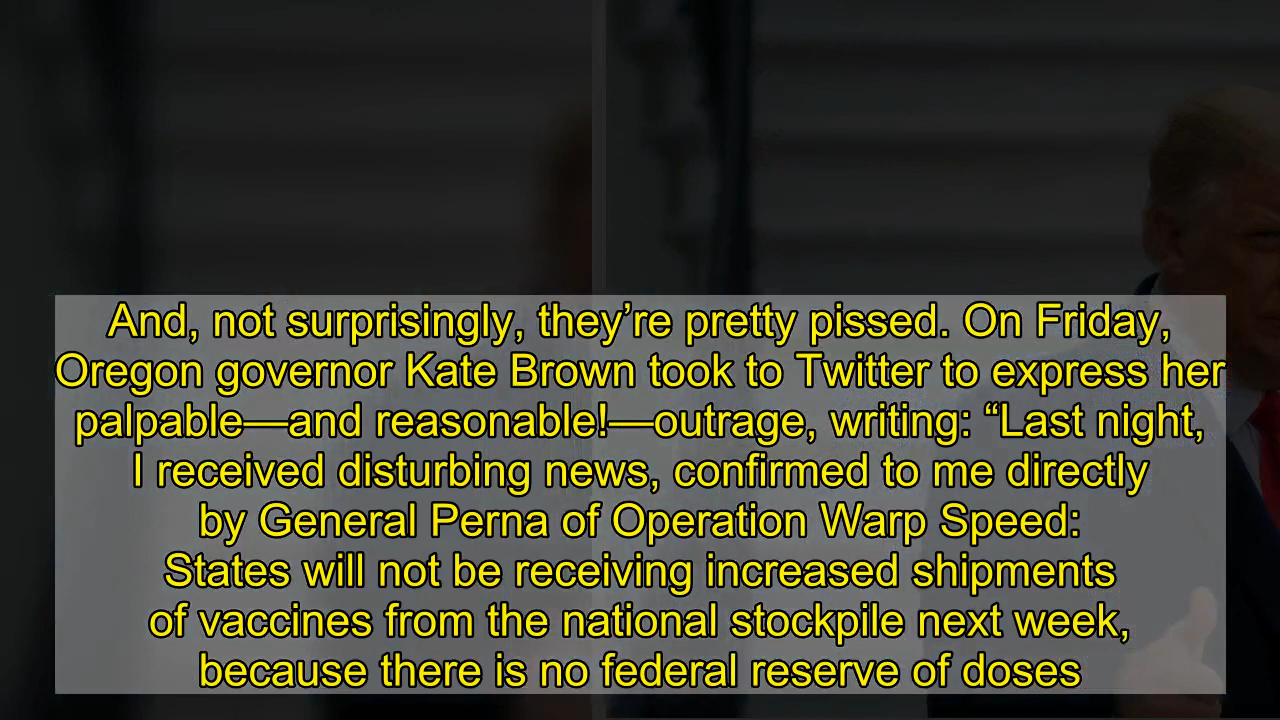 And, not surprisingly, they’re pretty pissed. On Friday,
Oregon governor Kate Brown took to Twitter to express her
palpable—and reasonable!—outrage, writing: “Last night,
I received disturbing news, confirmed to me directly
by General Perna of Operation Warp Speed:
States will not be receiving increased shipments
of vaccines from the national stockpile next week,
because there is no federal reserve of doses